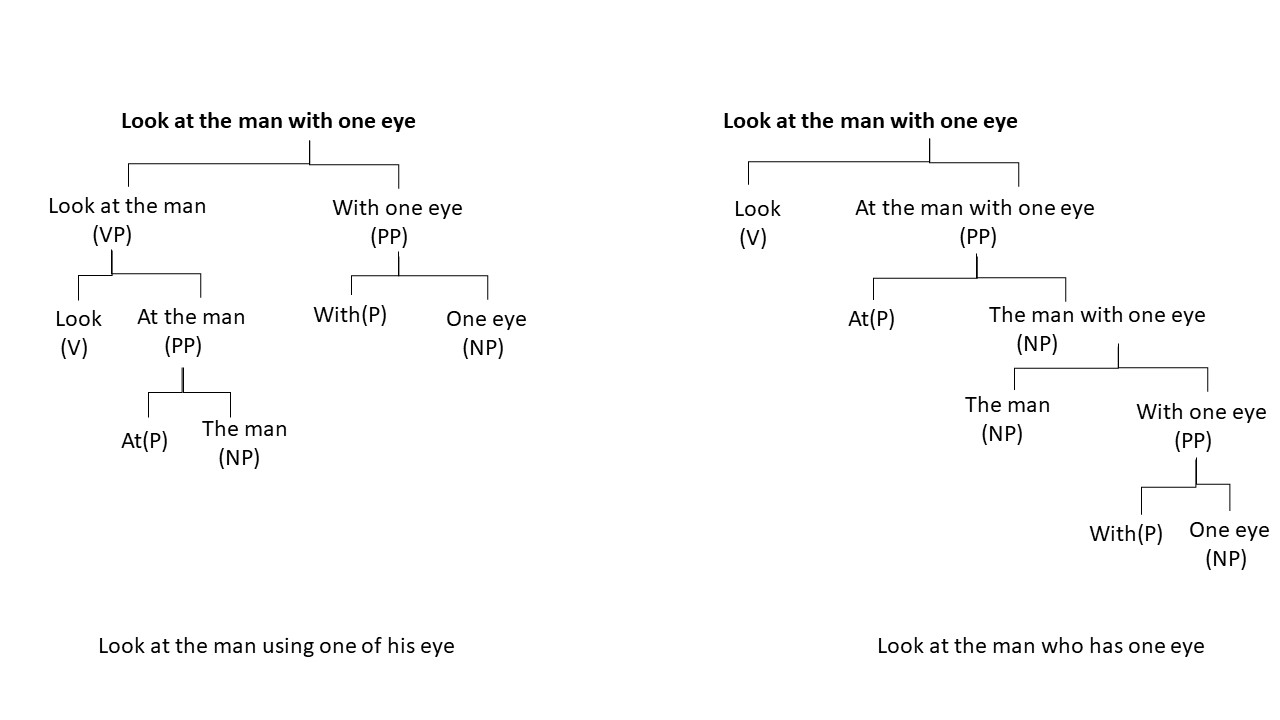 Look at the man with one eye
Look at the man
(VP)
With one eye
(PP)
Look
(V)
At the man
(PP)
With(P)
One eye
(NP)
At(P)
The man
(NP)
Look at the man using one of his eye
Look at the man with one eye
Look
(V)
At the man with one eye
(PP)
At(P)
The man with one eye
(NP)
The man
(NP)
With one eye
(PP)
With(P)
One eye
(NP)
Look at the man who has one eye